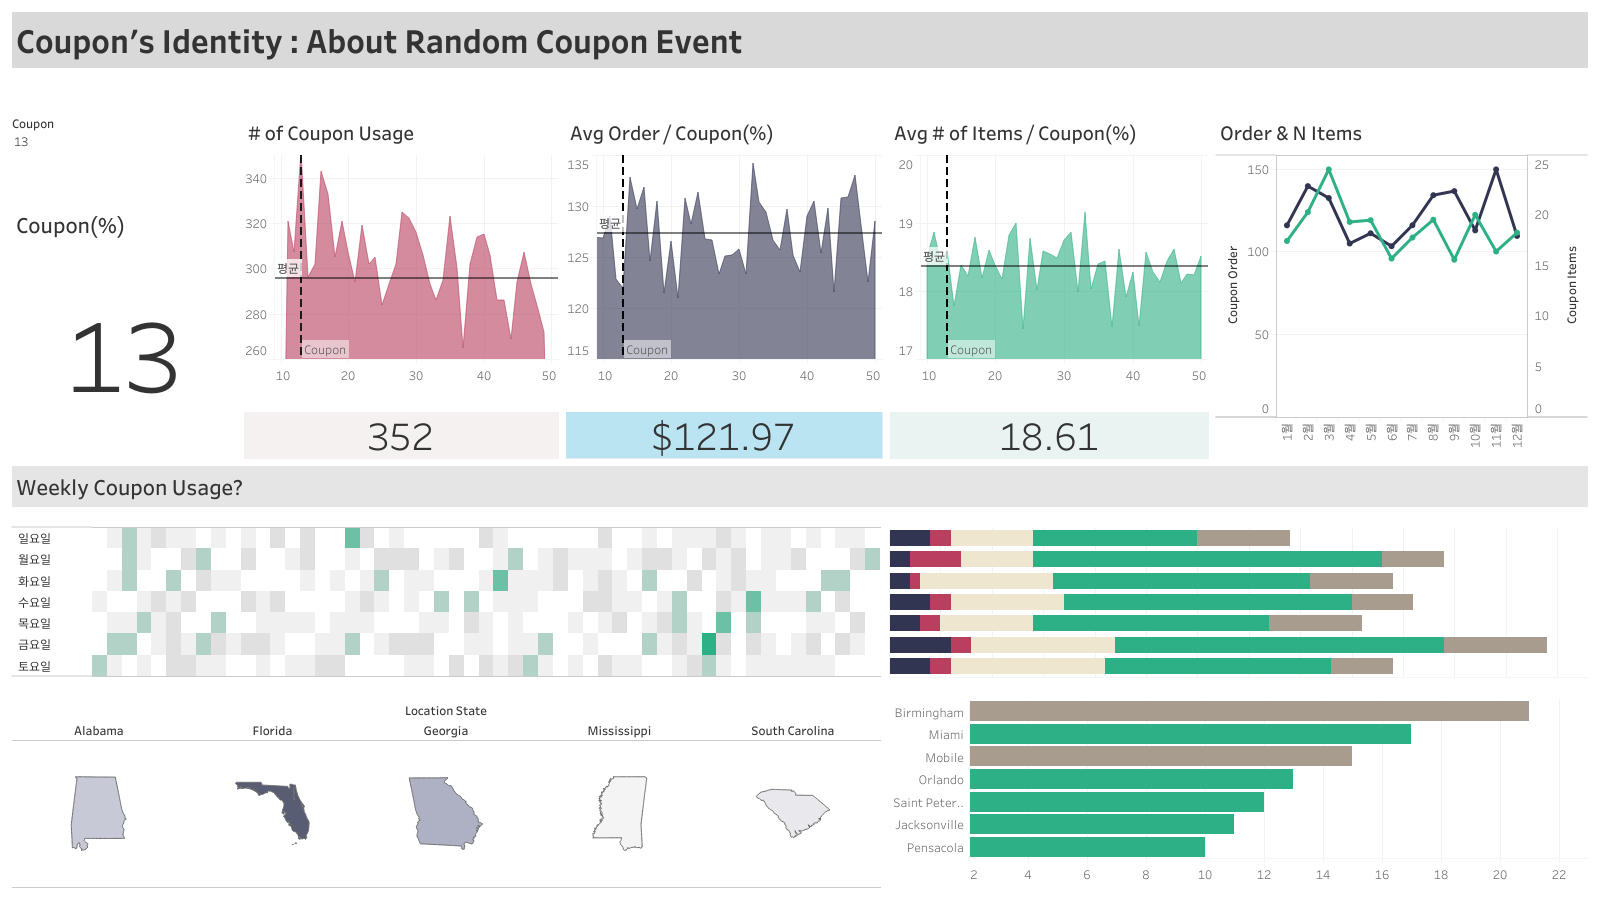 Coupon’s Identity : About Random Coupon Event
Coupon
13
Coupon(%)
13
# of Coupon Usage
340
320
300
280
260
평균
Coupon
10 20 30 40 50
352
Avg Order / Coupon(%)
135
130
125
120
115
평균
Coupon
10 20 30 40 50
$121.97
Avg # of Items / Coupon(%)
20
19
18
17
평균
Coupon
10 20 30 40 50
18.61
Order & N Items
150
100
50
0
Coupon Order
25
20
15
10
5
0
Coupon Items
1월 2월 3월 4월 5월 6월 7월 8월 9월 10월 11월 12월
Weekly Coupon Usage?
일요일
월요일
화요일
수요일
목요일
금요일
토요일
Location State
Alabama Florida Georgia Mississippi South Carolina
Birmingham
Miami
Mobile
Orlando
Saint Peter..
Jacksonville
Pensacola
2 4 6 8 10 12 14 16 18 20 22